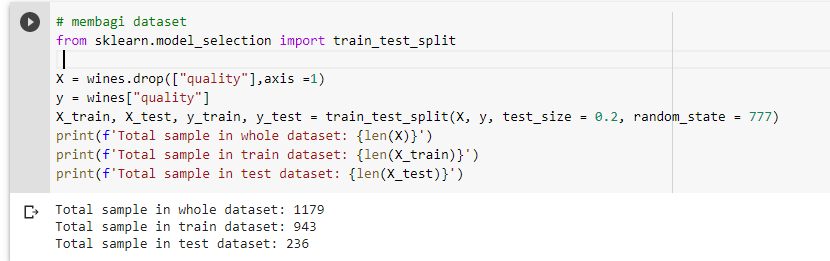 # membagi dataset
from sklearn.model_selection import train_test_split
X = wines.drop(["quality"],axis =1)
y = wines["quality"]
X_train, X_test, y_train, y_test = train_test_split(X, y, test_size = 0.2, random_state = 777)
print(f'Total sample in whole dataset: {len(X)}')
print(f'Total sample in train dataset: {len(X_train)}')
print(f'Total sample in test dataset: {len(X_test)}')
Total sample in whole dataset: 1179
Total sample in train dataset: 943
Total sample in test dataset: 236